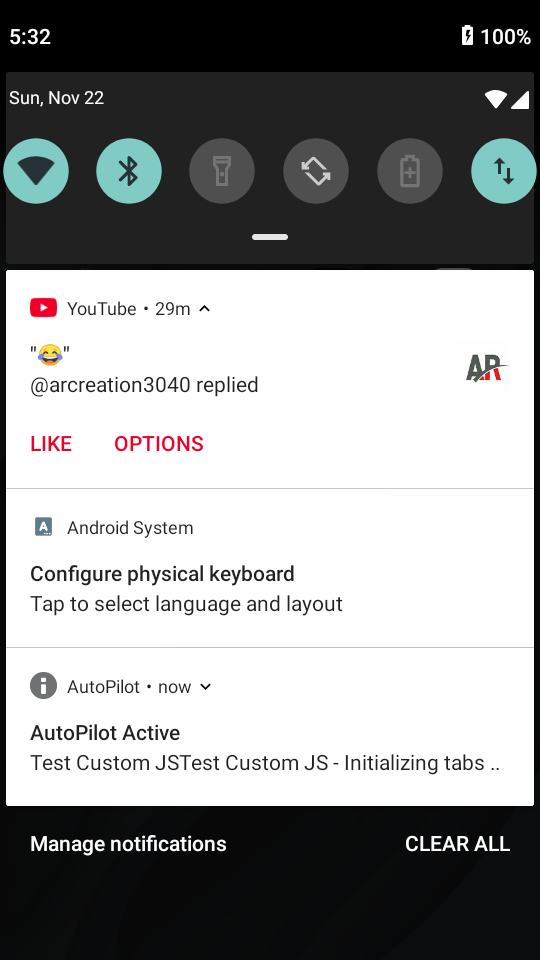 5:32
100%
Sun, Nov 22
YouTube • 29m
"😂"
@arcreation3040 replied
AR
LIKE
OPTIONS
A
Android System
Configure physical keyboard
Tap to select language and layout
AutoPilot • now
AutoPilot Active
Test Custom JSTest Custom JS - Initializing tabs ..
Manage notifications
CLEAR ALL